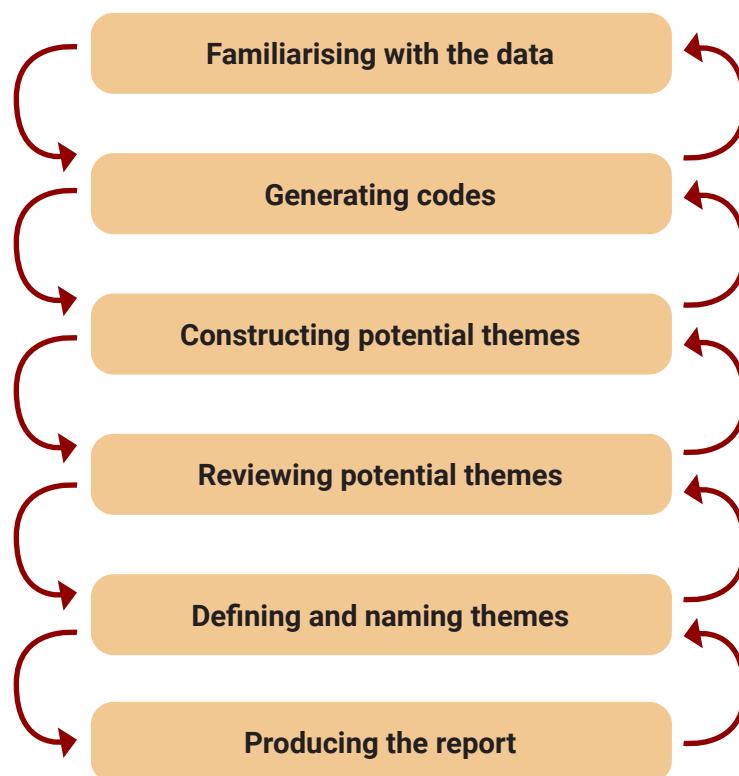 Familiarising with the data
Generating codes
Constructing potential themes
Reviewing potential themes
Defining and naming themes
Producing the report